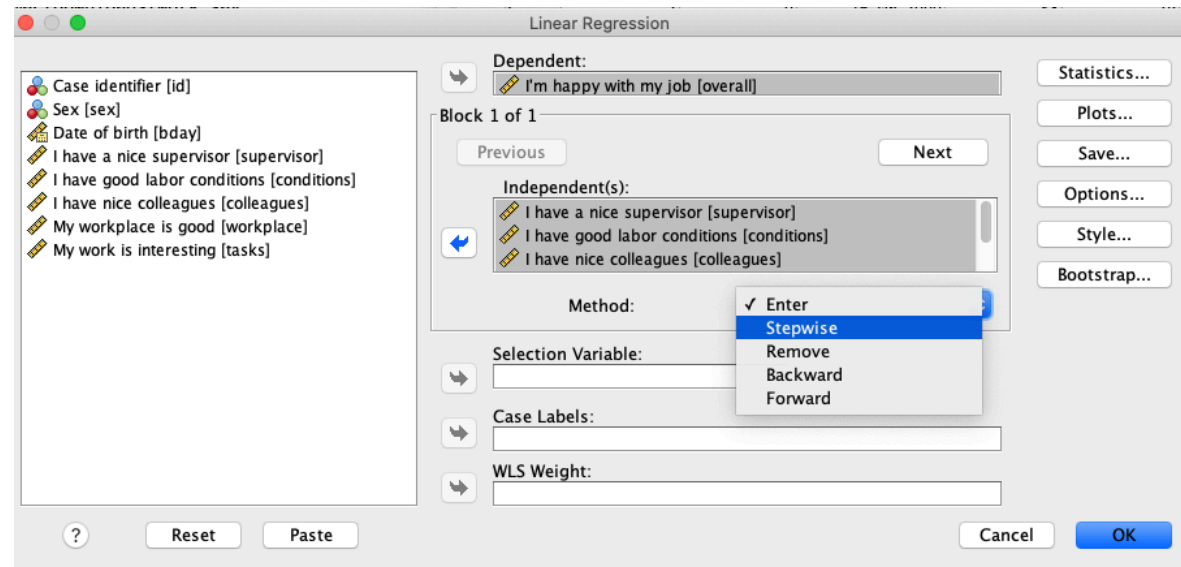 Linear Regression
Case identifier [id]
Sex [sex]
Date of birth [bday]
I have a nice supervisor [supervisor]
I have good labor conditions [conditions]
I have nice colleagues [colleagues]
My workplace is good [workplace]
My work is interesting [tasks]
Dependent:
I'm happy with my job [overall]
Block 1 of 1
Previous
Next
Independent(s):
I have a nice supervisor [supervisor]
I have good labor conditions [conditions]
I have nice colleagues [colleagues]
Method:
✓ Enter
Stepwise
Remove
Backward
Forward
Selection Variable:
Case Labels:
WLS Weight:
Statistics...
Plots...
Save...
Options...
Style...
Bootstrap...
?
Reset
Paste
Cancel
OK